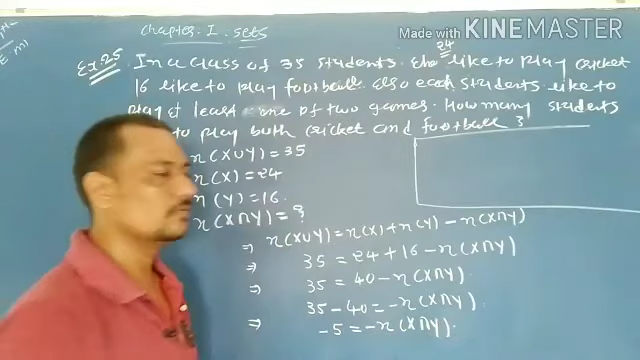 Made with KINEMASTER
Chapter. I. sets
Ex 25 In a class of 35 students. 24 like to play cricket
16 like to play football also each students like to
play at least one of two games. How many students
to play both cricket and football?
n(XUY)=35
n(X)=24
n(Y)=16.
n(X∩Y)=?
⇒ n(XUY)=n(X)+n(Y)-n(X∩Y)
⇒ 35=24+16-n(X∩Y)
⇒ 35=40-n(X∩Y).
35-40=-n(X∩Y).
⇒ -5=-n(X∩Y).